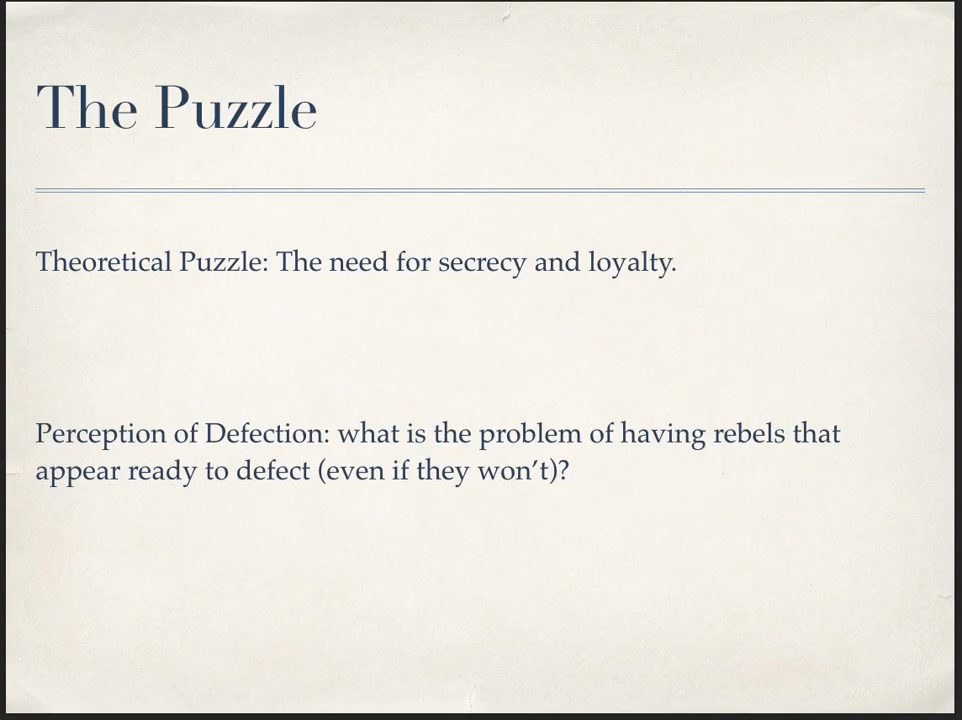 The Puzzle
Theoretical Puzzle: The need for secrecy and loyalty.
Perception of Defection: what is the problem of having rebels that
appear ready to defect (even if they won’t)?